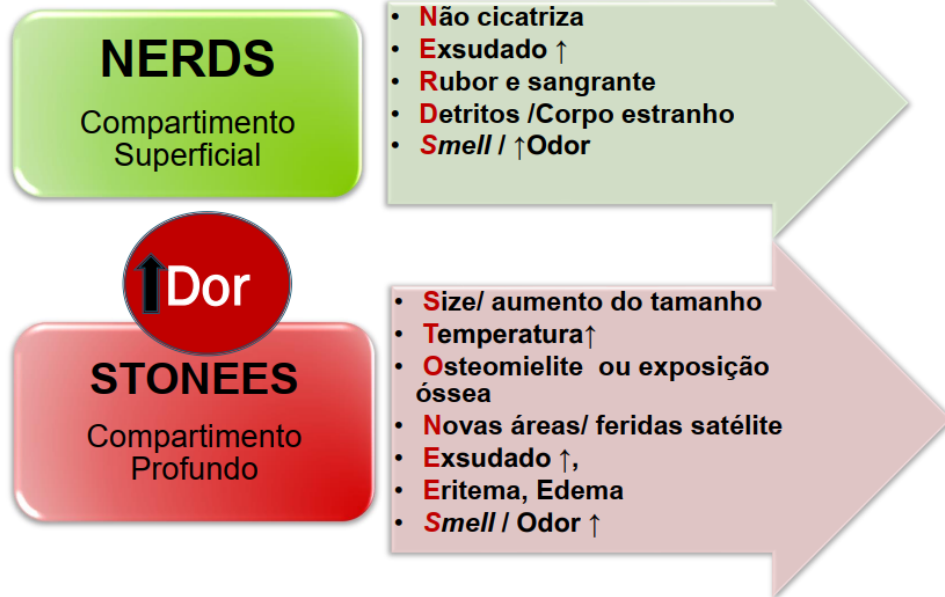 NERDS
Compartimento
Superficial
• Não cicatriza
• Exsudado ↑
• Rubor e sangrante
• Detritos /Corpo estranho
• Smell / ↑Odor
↑Dor
STONEES
Compartimento
Profundo
• Size/ aumento do tamanho
• Temperatura↑
• Osteomielite ou exposição
óssea
• Novas áreas/ feridas satélite
• Exsudado ↑,
• Eritema, Edema
• Smell / Odor ↑